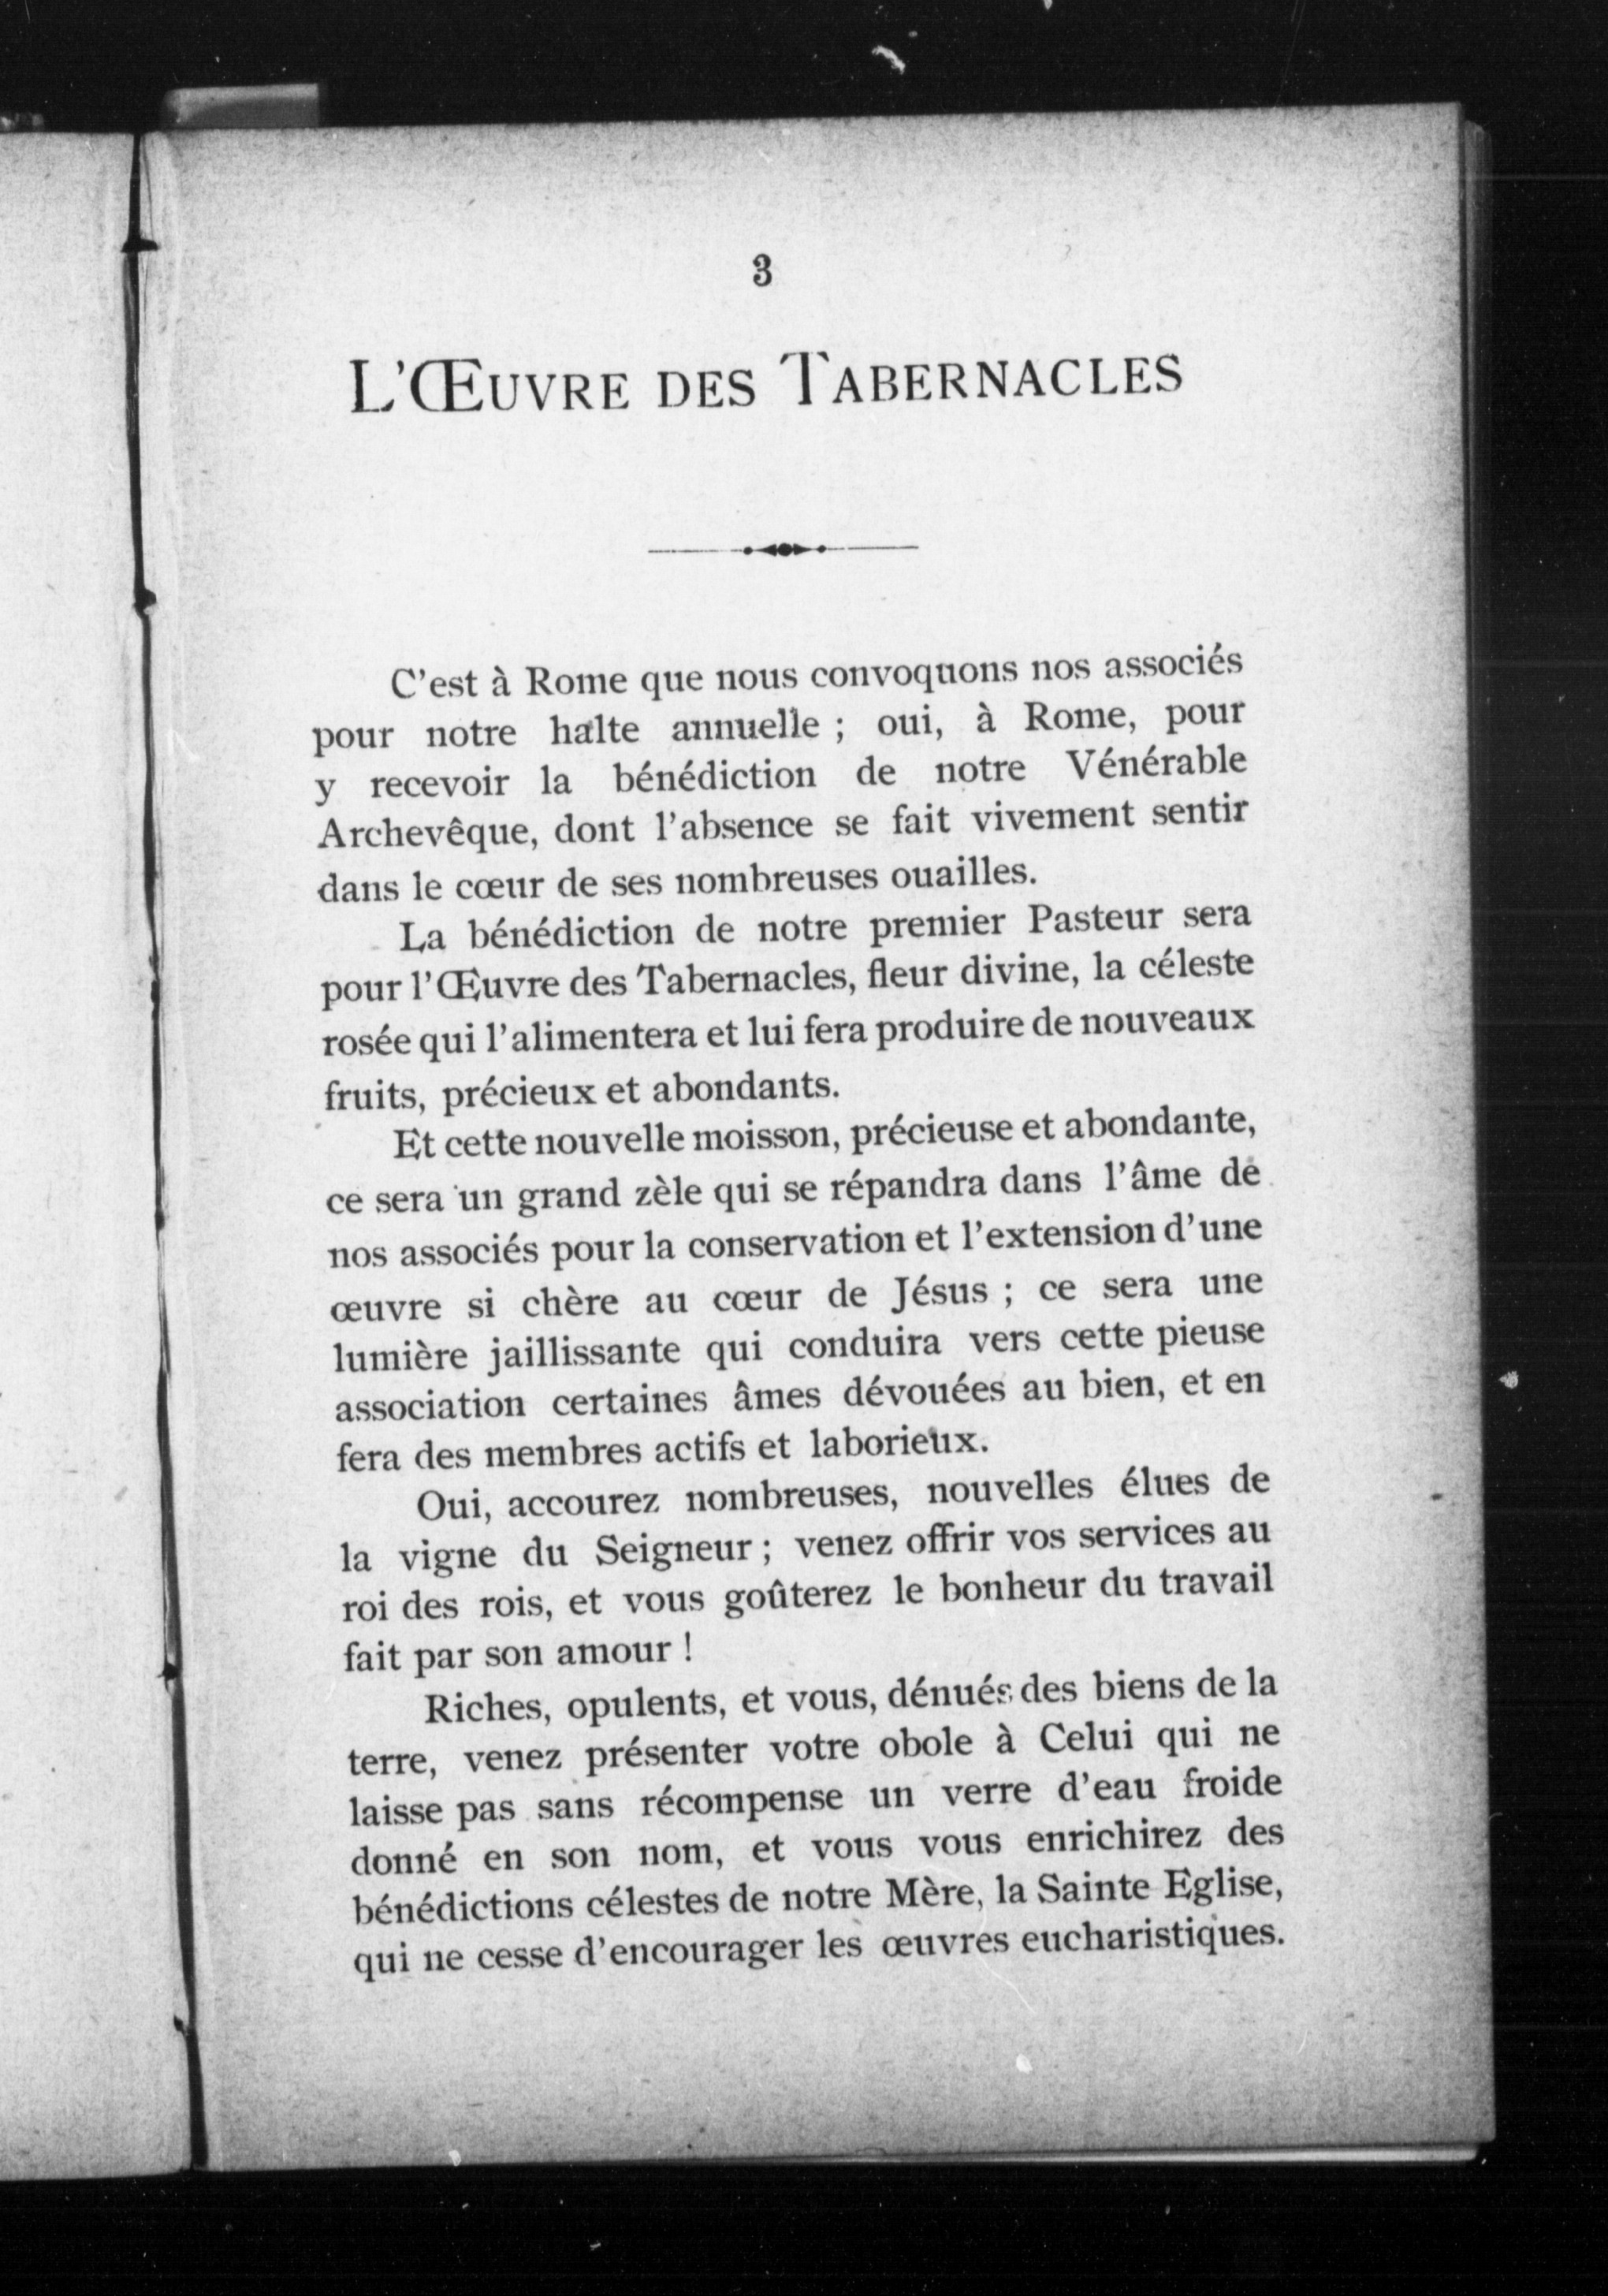 3
L'ŒUVRE DES TABERNACLES
C'est à Rome que nous convoquons nos associés
pour notre halte annuelle ; oui, à Rome, pour
y recevoir la bénédiction de notre Vénérable
Archevêque, dont l'absence se fait vivement sentir
dans le cœur de ses nombreuses ouailles.
La bénédiction de notre premier Pasteur sera
pour l'Œuvre des Tabernacles, fleur divine, la céleste
rosée qui l'alimentera et lui fera produire de nouveaux
fruits, précieux et abondants.
Et cette nouvelle moisson, précieuse et abondante,
ce sera un grand zèle qui se répandra dans l'âme de
nos associés pour la conservation et l'extension d'une
œuvre si chère au cœur de Jésus ; ce sera une
lumière jaillissante qui conduira vers cette pieuse
association certaines âmes dévouées au bien, et en
fera des membres actifs et laborieux.
Oui, accourez nombreuses, nouvelles élues de
la vigne du Seigneur ; venez offrir vos services au
roi des rois, et vous goûterez le bonheur du travail
fait par son amour !
Riches, opulents, et vous, dénués des biens de la
terre, venez présenter votre obole à Celui qui ne
laisse pas sans récompense un verre d'eau froide
donné en son nom, et vous vous enrichirez des
bénédictions célestes de notre Mère, la Sainte Eglise,
qui ne cesse d'encourager les œuvres eucharistiques.